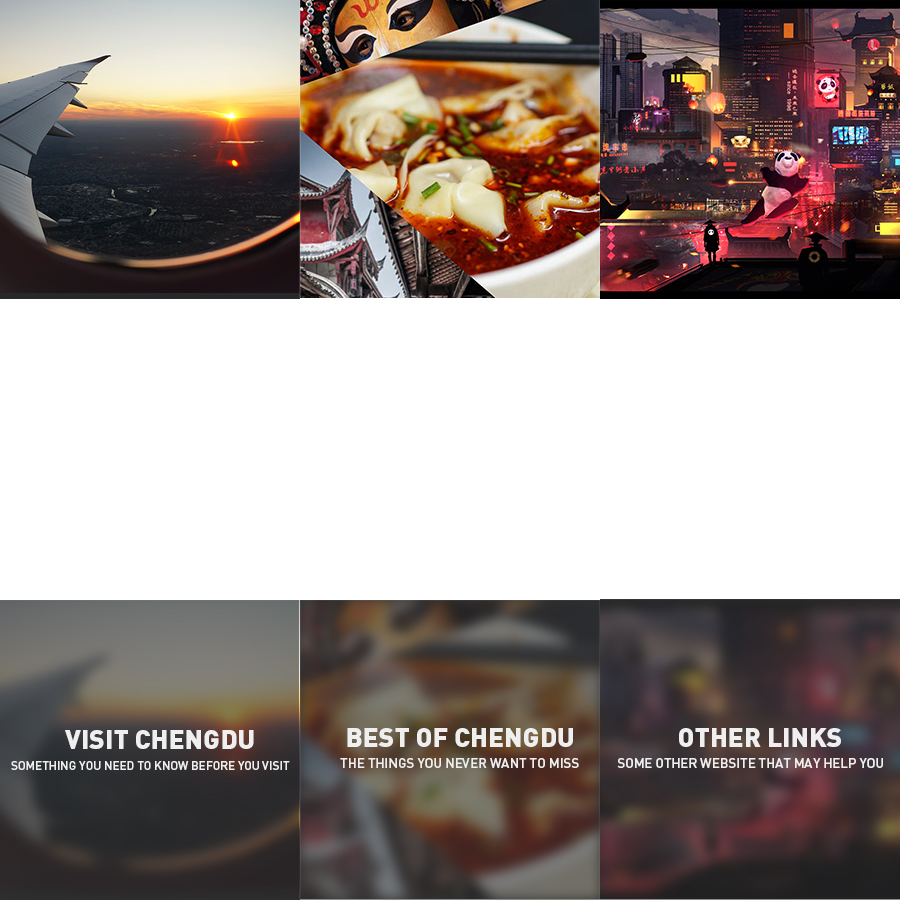 VISIT CHENGDU
SOMETHING YOU NEED TO KNOW BEFORE YOU VISIT
BEST OF CHENGDU
THE THINGS YOU NEVER WANT TO MISS
OTHER LINKS
SOME OTHER WEBSITE THAT MAY HELP YOU